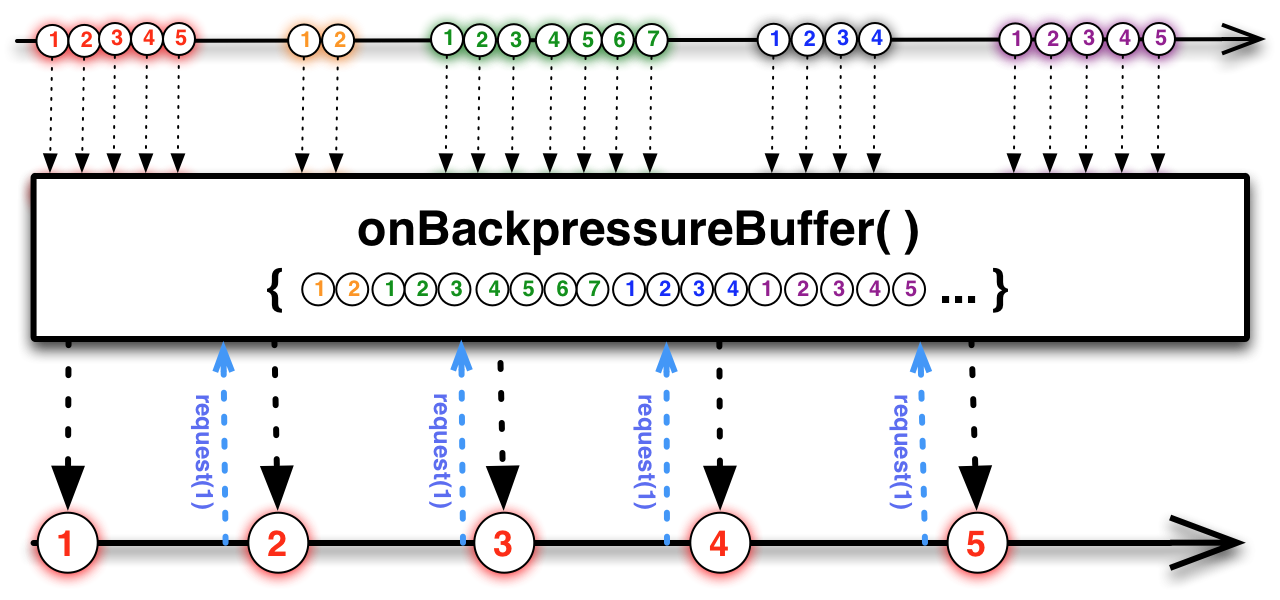 1 2 3 4 5 1 2 1 2 3 4 5 6 7 1 2 3 4 1 2 3 4 5
onBackpressureBuffer( )
{ 1 2 1 2 3 4 5 6 7 1 2 3 4 1 2 3 4 5 ... }
request(1) request(1) request(1) request(1)
1 2 3 4 5